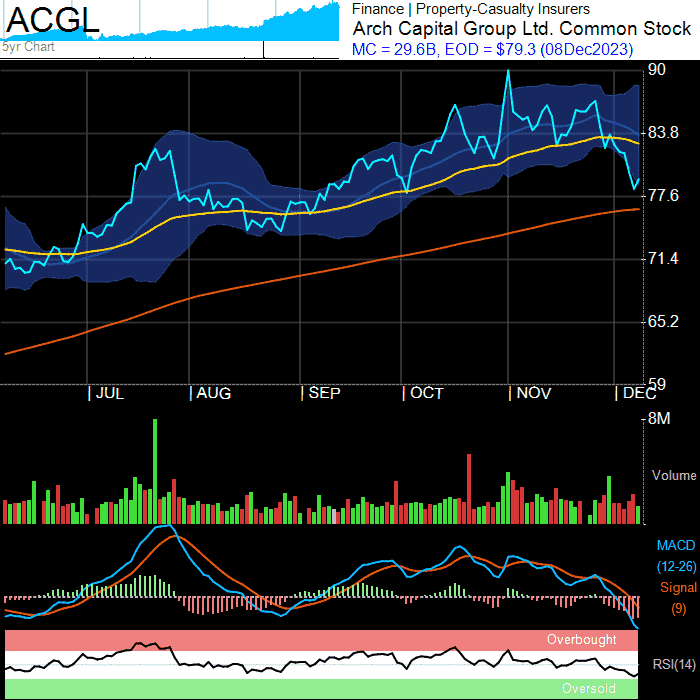 ACGL
5yr Chart
Finance | Property-Casualty Insurers
Arch Capital Group Ltd. Common Stock
MC = 29.6B, EOD = $79.3 (08Dec2023)
90
83.8
77.6
71.4
65.2
59
| JUL | AUG | SEP | OCT | NOV | DEC
8M
Volume
MACD
(12-26)
Signal
(9)
Overbought
RSI(14)
Oversold